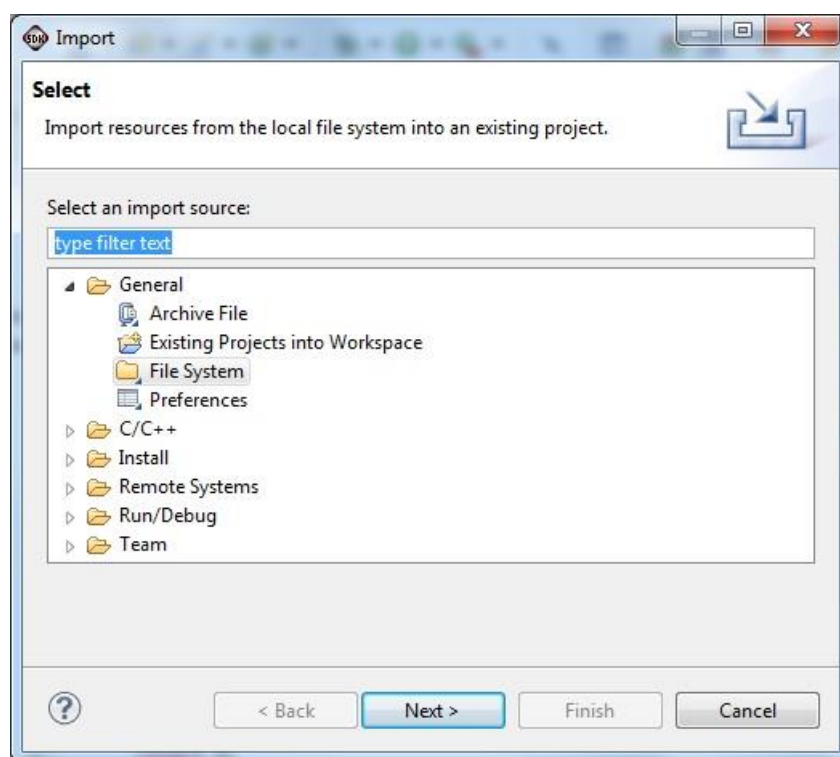 SDK Import
Select
Import resources from the local file system into an existing project.
Select an import source:
type filter text
General
Archive File
Existing Projects into Workspace
File System
Preferences
C/C++
Install
Remote Systems
Run/Debug
Team
? < Back Next > Finish Cancel